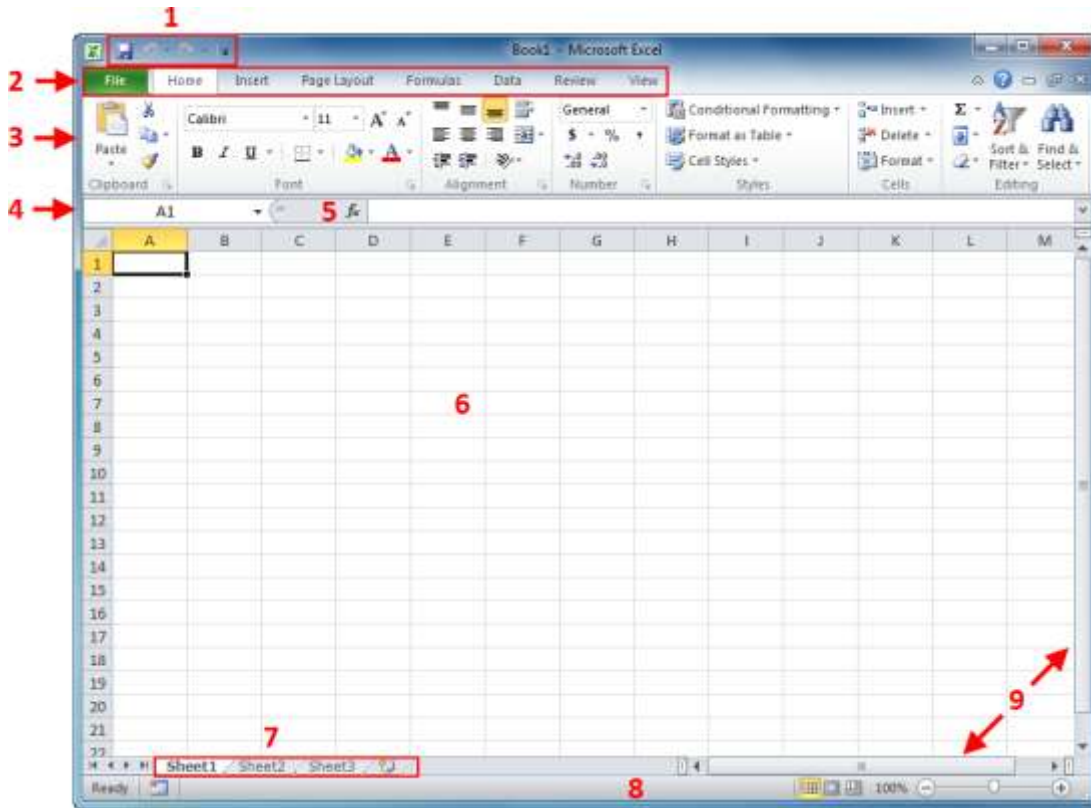 1
Book1 - Microsoft Excel
2 File Home Insert Page Layout Formulas Data Review View
Calibri 11 A A General Conditional Formatting Insert Σ
3 Paste $ % , Format as Table Delete Sort & Find &
B I U A Cell Styles Format Filter Select
Clipboard Font Alignment Number Styles Cells Editing
4 A1 5 fx
A B C D E F G H I J K L M
1
2
3
4
5
6
7 6
8
9
10
11
12
13
14
15
16
17
18
19
20 9
21
7
22
Sheet1 Sheet2 Sheet3
Ready 8 100%